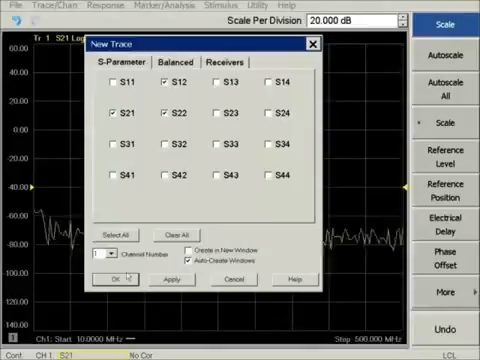 File Trace/Chan Response Marker/Analysis Stimulus Utility Help
Scale Per Division 20.000 dB
Scale
Tr 1 S21 Log
New Trace
S-Parameter Balanced Receivers
S11 S12 S13 S14
S21 S22 S23 S24
S31 S32 S33 S34
S41 S42 S43 S44
Select All Clear All
1 Channel Number
Create in New Window
Auto-Create Windows
OK Apply Cancel Help
60.00
20.00
0.00
-20.00
-40.00
-80.00
-100.00
-120.00
140.00
1 Ch1: Start 10.0000 MHz Stop 500.000 MHz
Autoscale
Autoscale
All
Scale
Reference
Level
Reference
Position
Electrical
Delay
Phase
Offset
More
Undo
Cont CH 1: S21 No Cor LCL